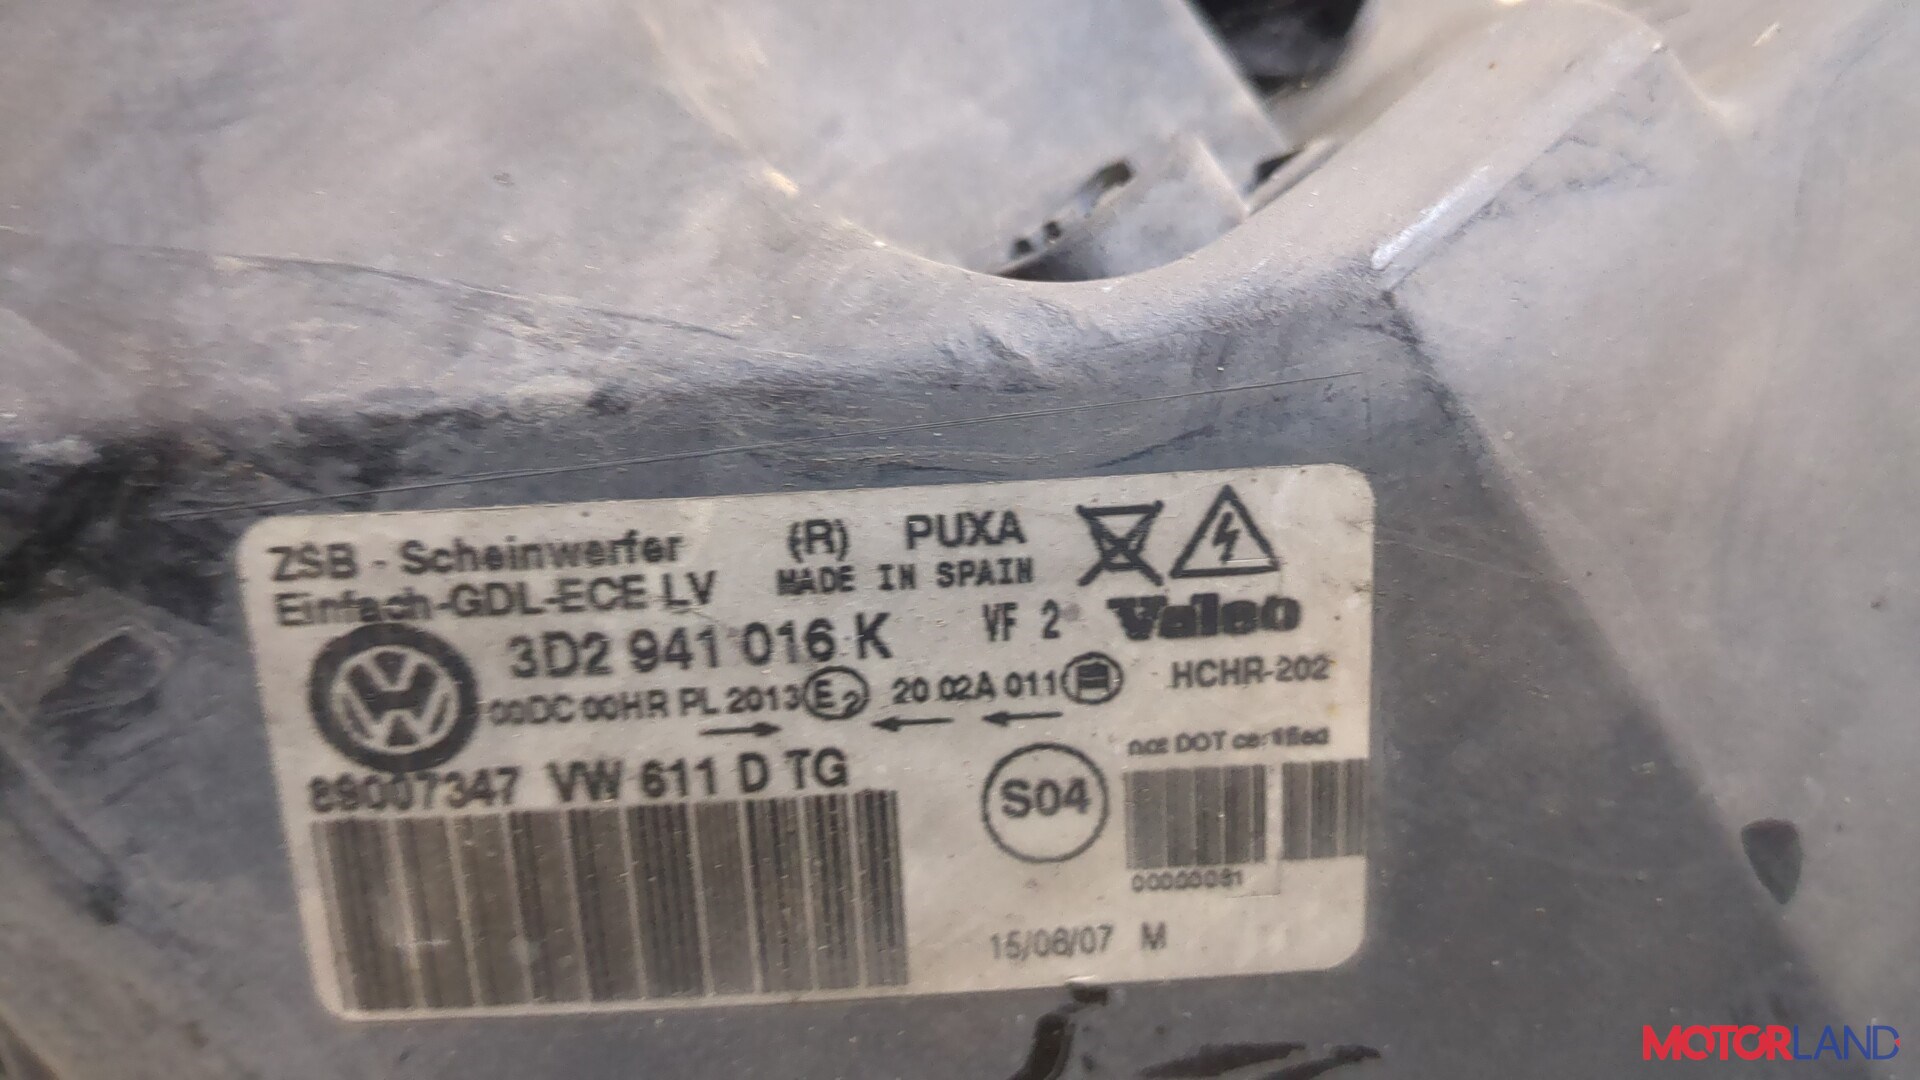 ZSB - Scheinwerfer (R) PUXA
Einfach-GDL-ECE LV MADE IN SPAIN
3D2 941 016 K VF 2 Valeo
00DC 00HR PL 2013 E2 20 02A 011 A HCHR-202
not DOT certified
89007347 VW 611 D TG
S04
00000081
15/08/07 M
MOTORLAND